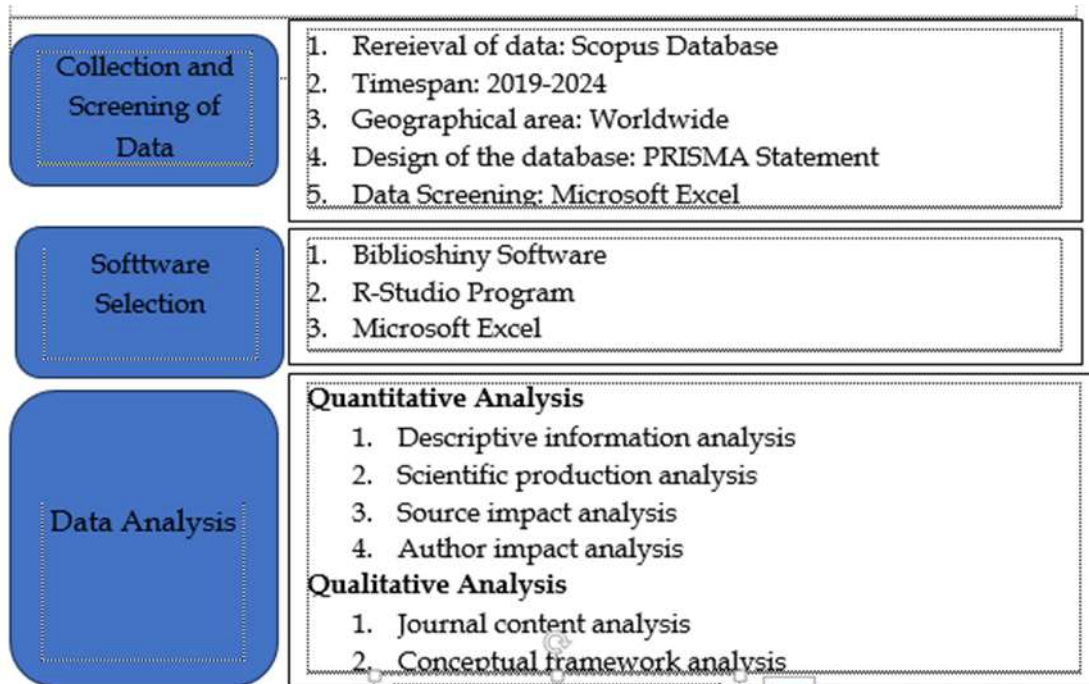 Collection and
Screening of
Data
1. Rereieval of data: Scopus Database
2. Timespan: 2019-2024
3. Geographical area: Worldwide
4. Design of the database: PRISMA Statement
5. Data Screening: Microsoft Excel
Softtware
Selection
1. Biblioshiny Software
2. R-Studio Program
3. Microsoft Excel
Data Analysis
Quantitative Analysis
1. Descriptive information analysis
2. Scientific production analysis
3. Source impact analysis
4. Author impact analysis
Qualitative Analysis
1. Journal content analysis
2. Conceptual framework analysis